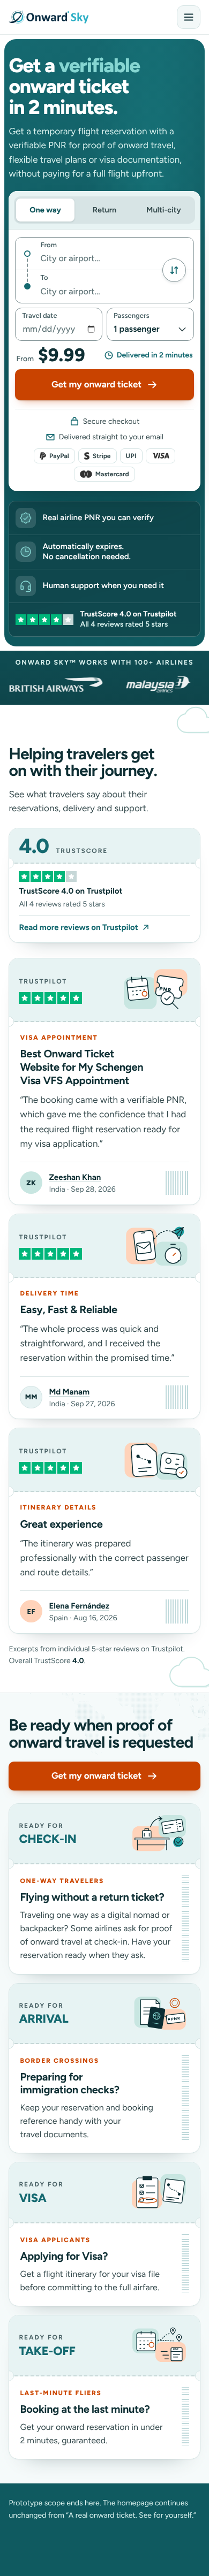 Onward Sky
Get a verifiable
onward ticket
in 2 minutes.
Get a temporary flight reservation with a
verifiable PNR for proof of onward travel,
flexible travel plans or visa documentation,
without paying for a full flight upfront.
One way
Return
Multi-city
From
City or airport...
To
City or airport...
Travel date
mm/dd/yyyy
Passengers
1 passenger
From $9.99
Delivered in 2 minutes
Get my onward ticket →
Secure checkout
Delivered straight to your email
PayPal
Stripe
UPI
VISA
Mastercard
Real airline PNR you can verify
Automatically expires.
No cancellation needed.
Human support when you need it
TrustScore 4.0 on Trustpilot
All 4 reviews rated 5 stars
ONWARD SKY™ WORKS WITH 100+ AIRLINES
BRITISH AIRWAYS
malaysia
airlines
Helping travelers get
on with their journey.
See what travelers say about their
reservations, delivery and support.
4.0 TRUSTSCORE
TrustScore 4.0 on Trustpilot
All 4 reviews rated 5 stars
Read more reviews on Trustpilot ↗
TRUSTPILOT
PNR
VISA APPOINTMENT
Best Onward Ticket
Website for My Schengen
Visa VFS Appointment
“The booking came with a verifiable PNR,
which gave me the confidence that I had
the required flight reservation ready for
my visa application.”
ZK
Zeeshan Khan
India · Sep 28, 2026
TRUSTPILOT
DELIVERY TIME
Easy, Fast & Reliable
“The whole process was quick and
straightforward, and I received the
reservation within the promised time.”
MM
Md Manam
India · Sep 27, 2026
TRUSTPILOT
ITINERARY DETAILS
Great experience
“The itinerary was prepared
professionally with the correct passenger
and route details.”
EF
Elena Fernández
Spain · Aug 16, 2026
Excerpts from individual 5-star reviews on Trustpilot.
Overall TrustScore 4.0.
Be ready when proof of
onward travel is requested
Get my onward ticket →
READY FOR
CHECK-IN
ONE-WAY TRAVELERS
Flying without a return ticket?
Traveling one way as a digital nomad or
backpacker? Some airlines ask for proof
of onward travel at check-in. Have your
reservation ready when they ask.
READY FOR
ARRIVAL
PNR
BORDER CROSSINGS
Preparing for
immigration checks?
Keep your reservation and booking
reference handy with your
travel documents.
READY FOR
VISA
VISA APPLICANTS
Applying for Visa?
Get a flight itinerary for your visa file
before committing to the full airfare.
READY FOR
TAKE-OFF
LAST-MINUTE FLIERS
Booking at the last minute?
Get your onward reservation in under
2 minutes, guaranteed.
Prototype scope ends here. The homepage continues
unchanged from “A real onward ticket. See for yourself.”